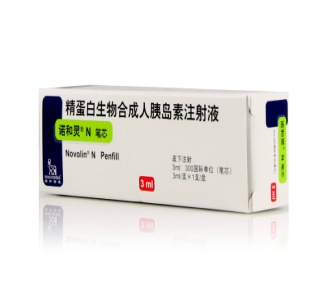 精蛋白生物合成人胰岛素注射液
诺和灵® N 笔芯
Novolin® N Penfill
皮下注射
3ml: 300国际单位（笔芯）
3ml/支×1支/盒
3 ml